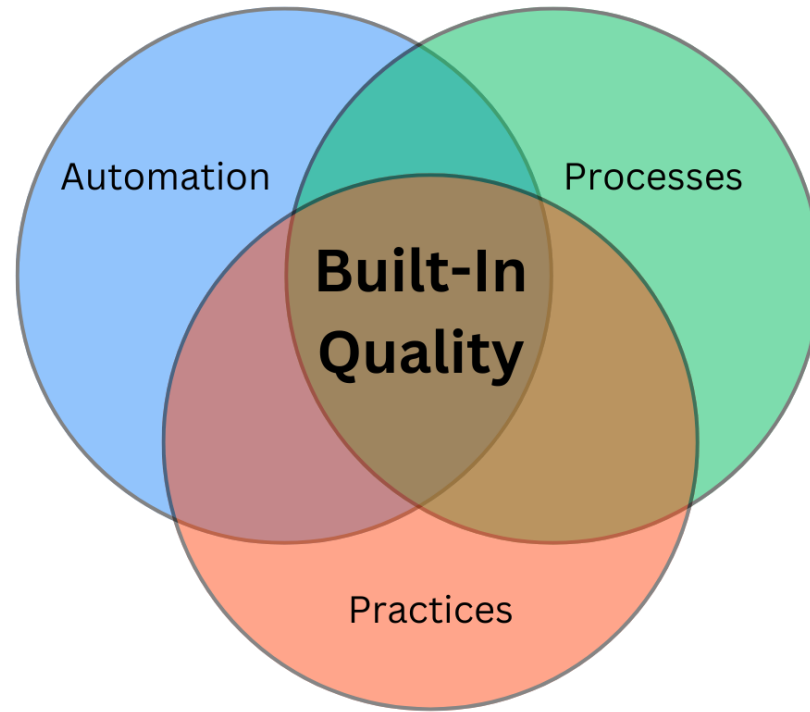 Automation
Processes
Built-In
Quality
Practices